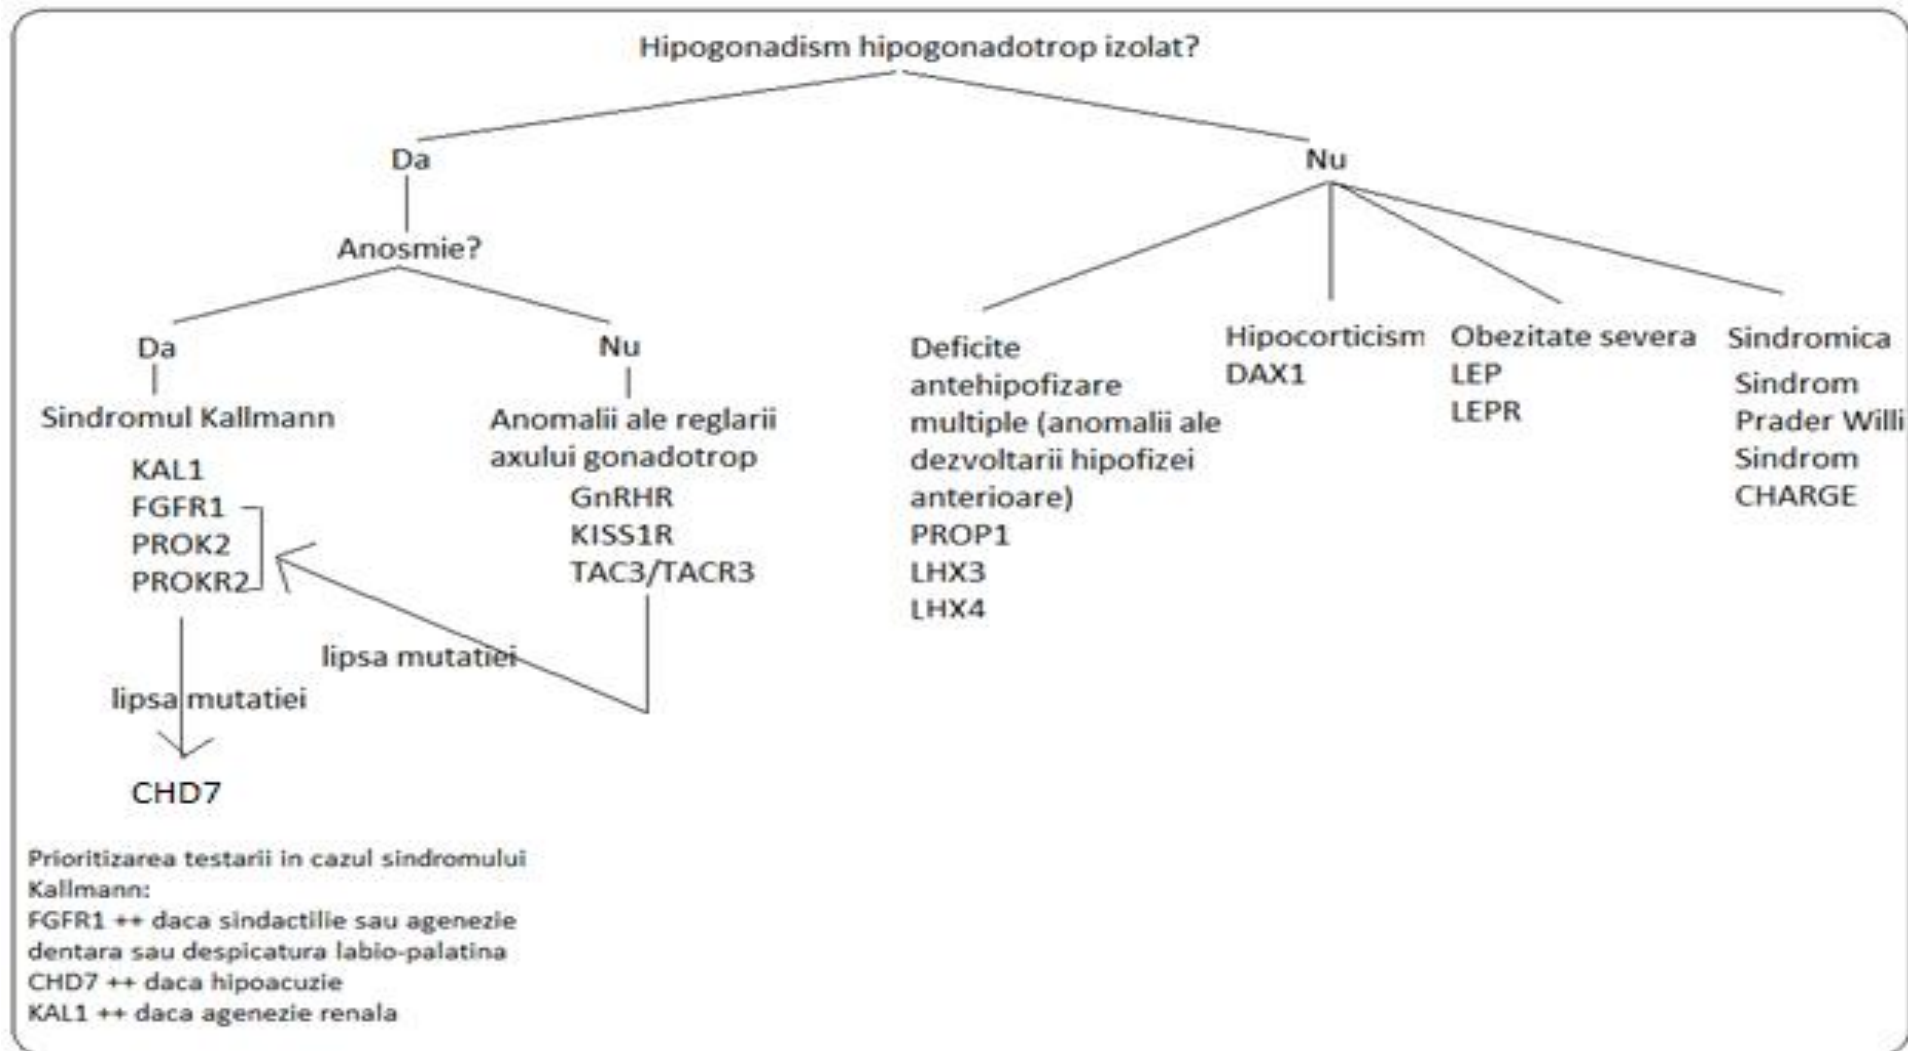 Hipogonadism hipogonadotrop izolat?
Da
Nu
Anosmie?
Da
Nu
Sindromul Kallmann
KAL1
FGFR1
PROK2
PROKR2
lipsa mutatiei
CHD7
Anomalii ale reglarii
axului gonadotrop
GnRHR
KISS1R
TAC3/TACR3
lipsa mutatiei
Deficite
antehipofizare
multiple (anomalii ale
dezvoltarii hipofizei
anterioare)
PROP1
LHX3
LHX4
Hipocorticism
DAX1
Obezitate severa
LEP
LEPR
Sindromica
Sindrom
Prader Willi
Sindrom
CHARGE
Prioritizarea testarii in cazul sindromului
Kallmann:
FGFR1 ++ daca sindactilie sau agenezie
dentara sau despicatura labio-palatina
CHD7 ++ daca hipoacuzie
KAL1 ++ daca agenezie renala